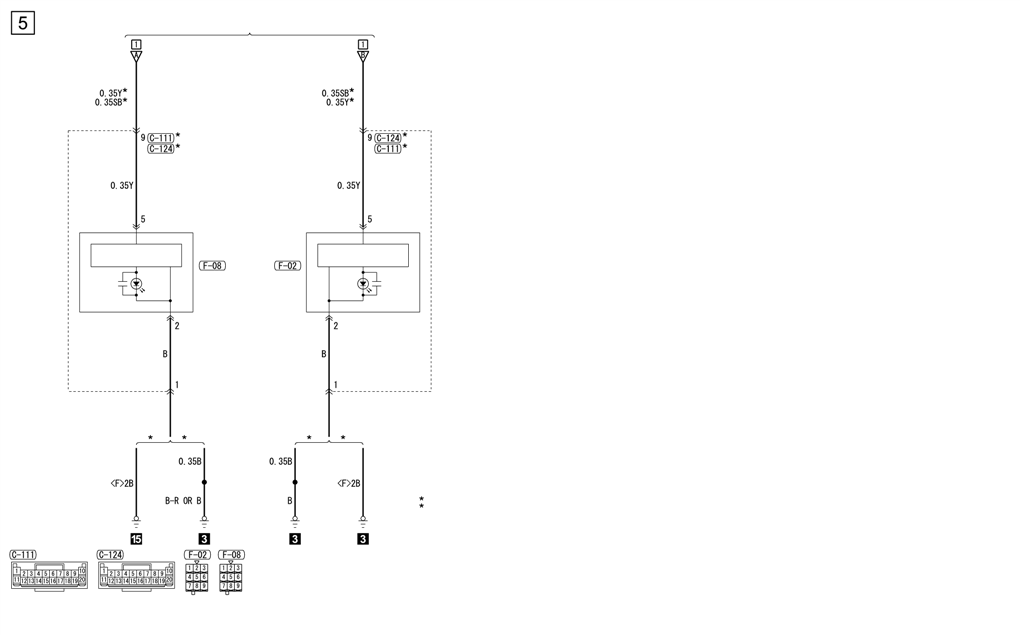 5
1 1
A B
0.35Y* 0.35SB*
0.35SB* 0.35Y*
9 C-111* 9 C-124*
C-124* C-111*
0.35Y 0.35Y
5 5
F-08 F-02
2 2
B B
1 1
* * * *
0.35B 0.35B
<F>2B <F>2B
B-R OR B B
*
*
15 3 3 3
C-111 C-124 F-02 F-08
1 2 3 4 5 6 7 8 9 10 1 2 3 4 5 6 7 8 9 10 1 2 3 1 2 3
11 12 13 14 15 16 17 18 19 20 11 12 13 14 15 16 17 18 19 20 4 5 6 4 5 6
7 8 9 7 8 9